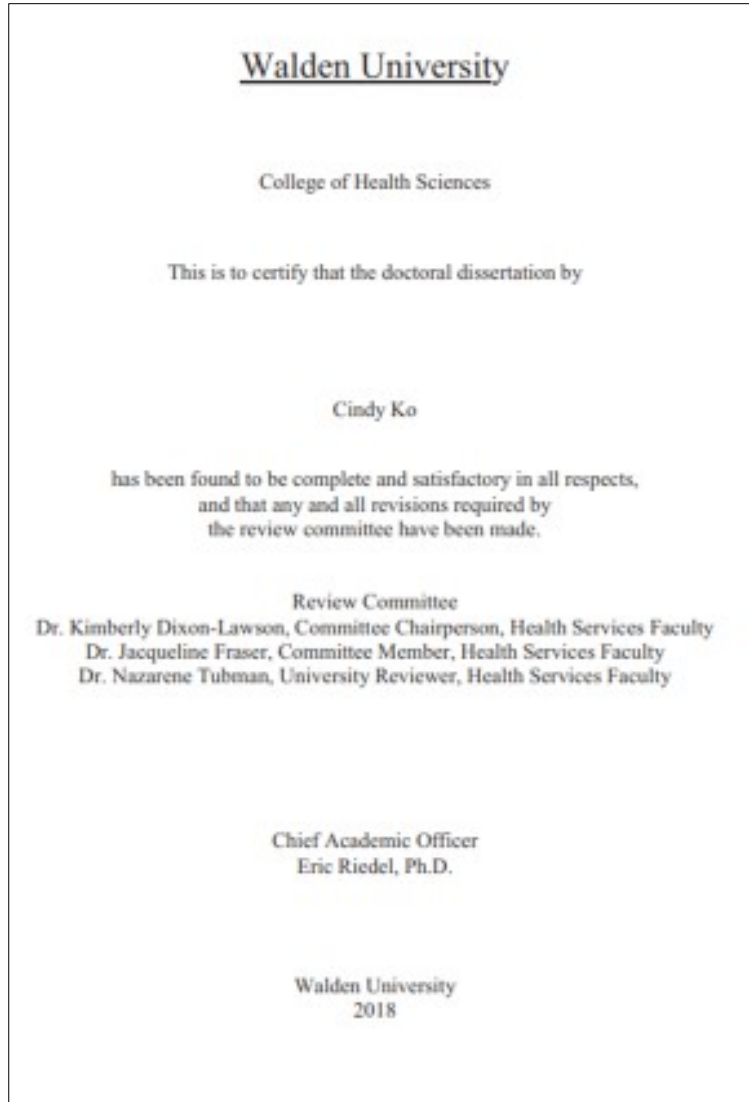 Walden University
College of Health Sciences
This is to certify that the doctoral dissertation by
Cindy Ko
has been found to be complete and satisfactory in all respects,
and that any and all revisions required by
the review committee have been made.
Review Committee
Dr. Kimberly Dixon-Lawson, Committee Chairperson, Health Services Faculty
Dr. Jacqueline Fraser, Committee Member, Health Services Faculty
Dr. Nazarene Tubman, University Reviewer, Health Services Faculty
Chief Academic Officer
Eric Riedel, Ph.D.
Walden University
2018